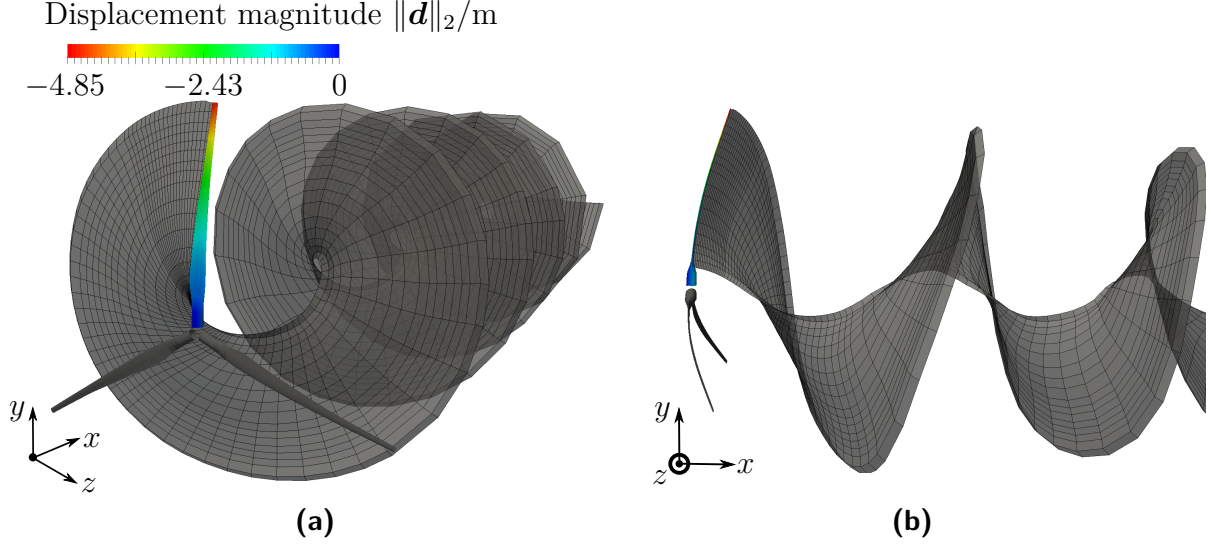 Displacement magnitude ‖d‖₂/m
−4.85 −2.43 0
y
x
z
(a)
y
z x
(b)